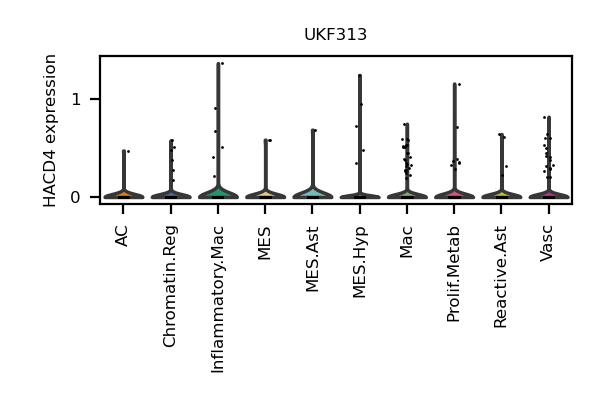 UKF313
HACD4 expression
1
0
AC
Chromatin.Reg
Inflammatory.Mac
MES
MES.Ast
MES.Hyp
Mac
Prolif.Metab
Reactive.Ast
Vasc